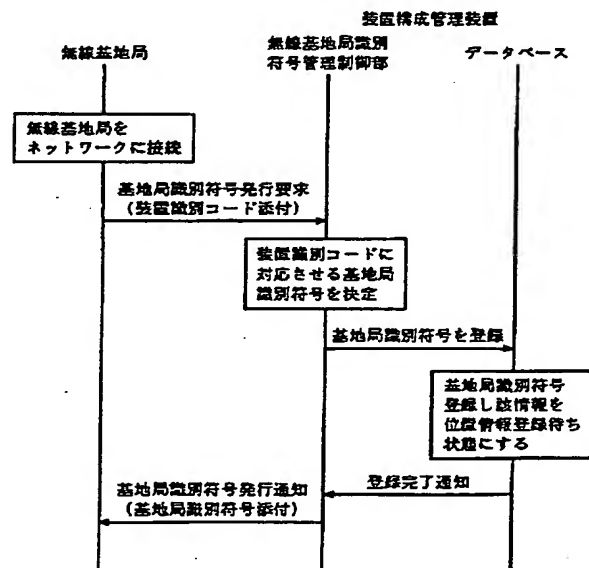 装置構成管理装置
無線基地局
無線基地局識別
符号管理制御部
データベース
無線基地局を
ネットワークに接続
基地局識別符号発行要求
(装置識別コード添付)
装置識別コードに
対応させる基地局
識別符号を決定
基地局識別符号を登録
基地局識別符号
登録し該情報を
位置情報登録待ち
状態にする
登録完了通知
基地局識別符号発行通知
(基地局識別符号添付)